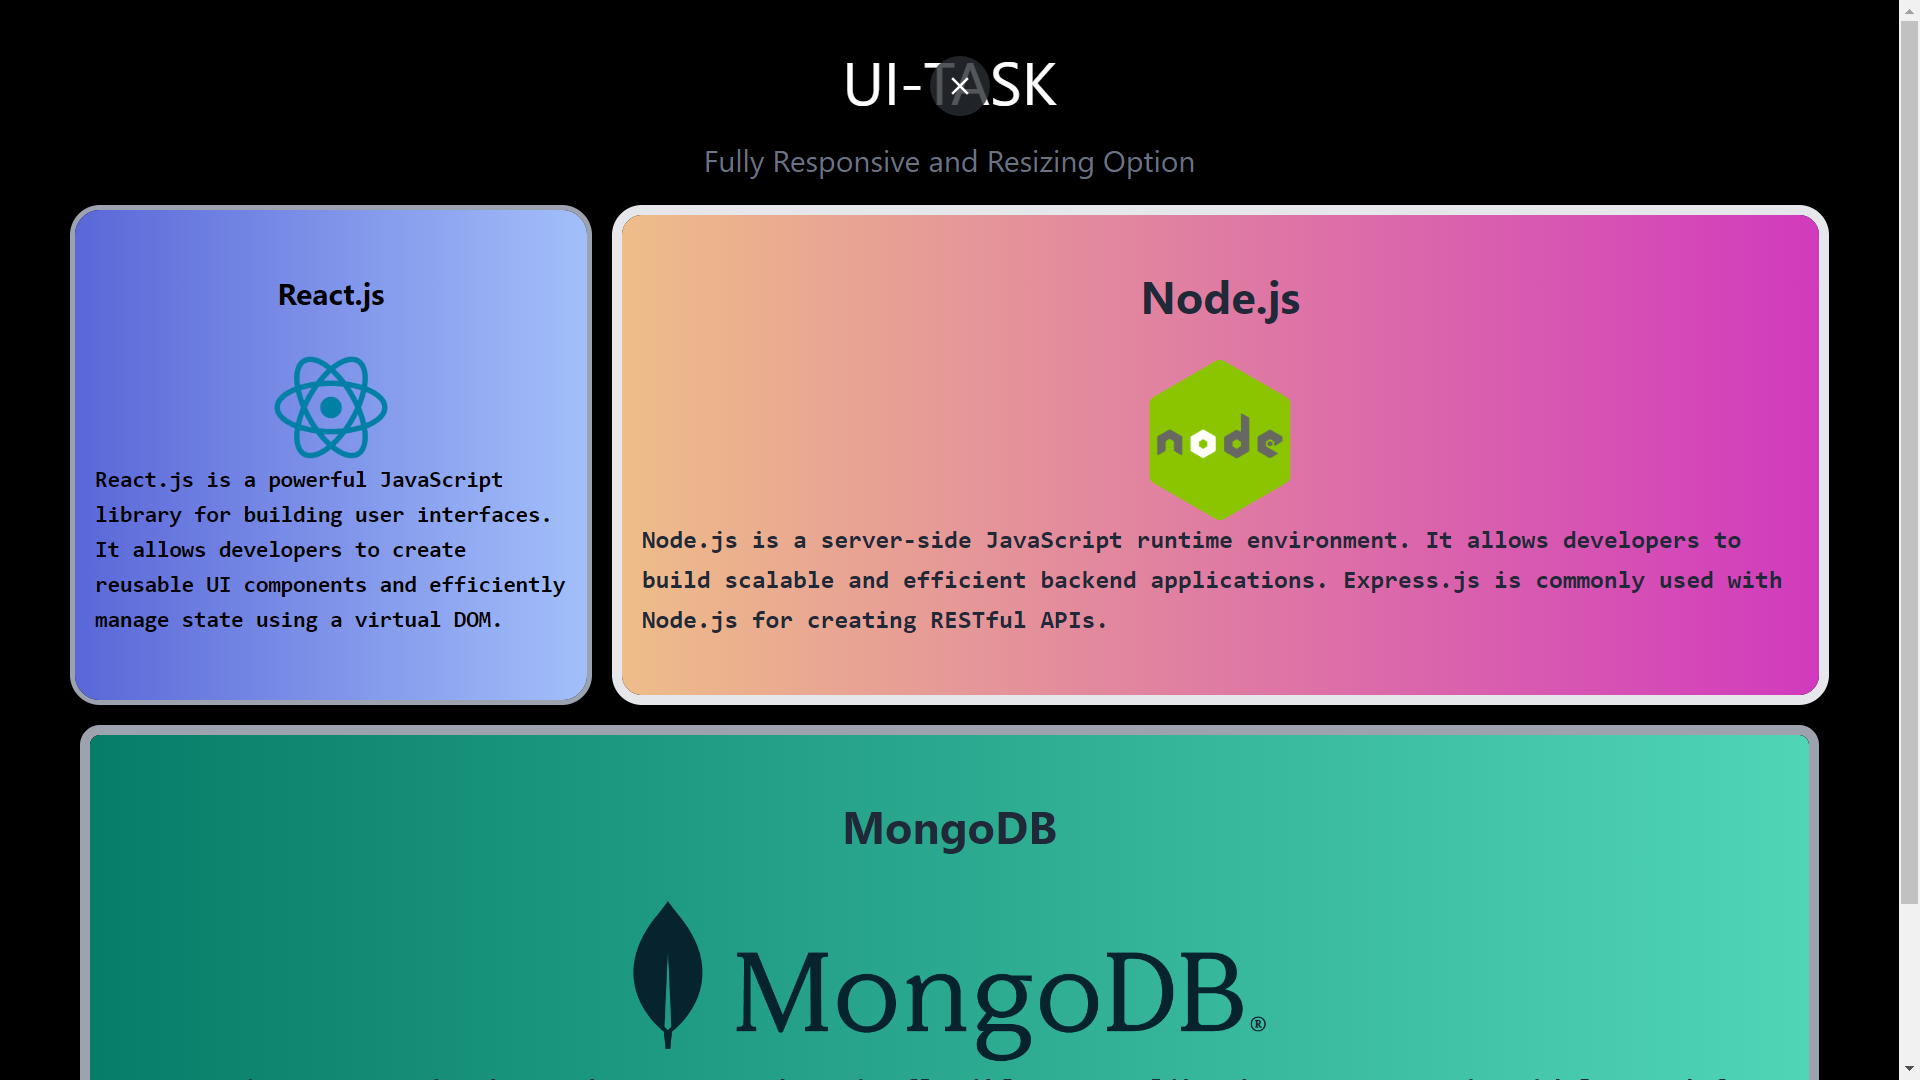 UI-TASK
Fully Responsive and Resizing Option
React.js
React.js is a powerful JavaScript
library for building user interfaces.
It allows developers to create
reusable UI components and efficiently
manage state using a virtual DOM.
Node.js
node
Node.js is a server-side JavaScript runtime environment. It allows developers to
build scalable and efficient backend applications. Express.js is commonly used with
Node.js for creating RESTful APIs.
MongoDB
MongoDB®